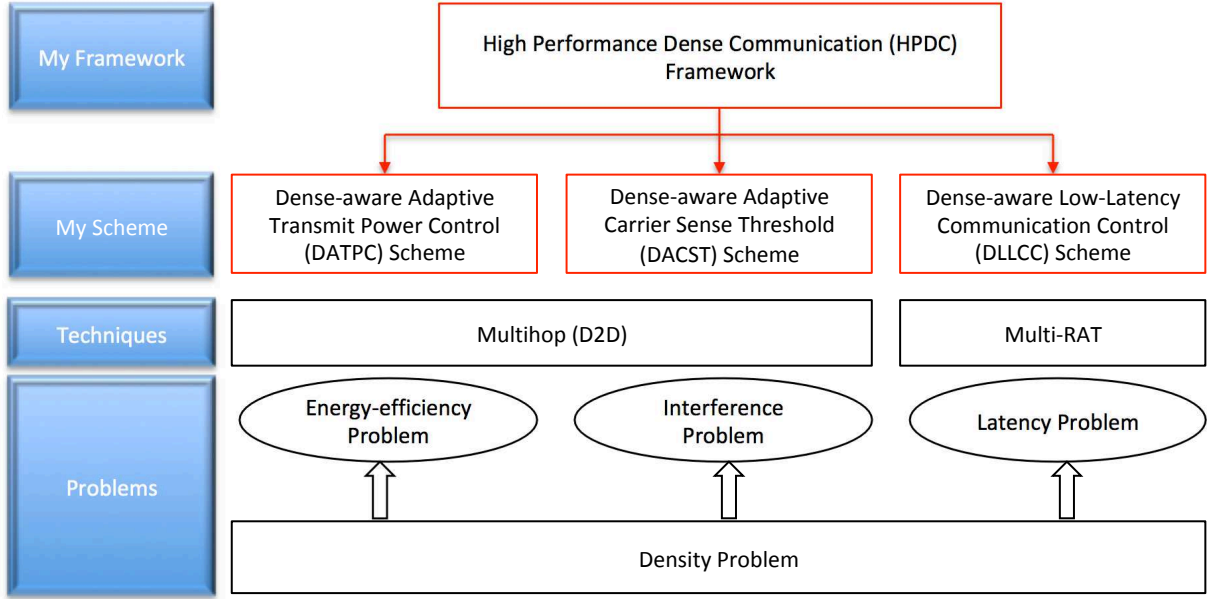 My Framework
High Performance Dense Communication (HPDC)
Framework
My Scheme
Dense-aware Adaptive
Transmit Power Control
(DATPC) Scheme
Dense-aware Adaptive
Carrier Sense Threshold
(DACST) Scheme
Dense-aware Low-Latency
Communication Control
(DLLCC) Scheme
Techniques
Multihop (D2D)
Multi-RAT
Problems
Energy-efficiency
Problem
Interference
Problem
Latency Problem
Density Problem